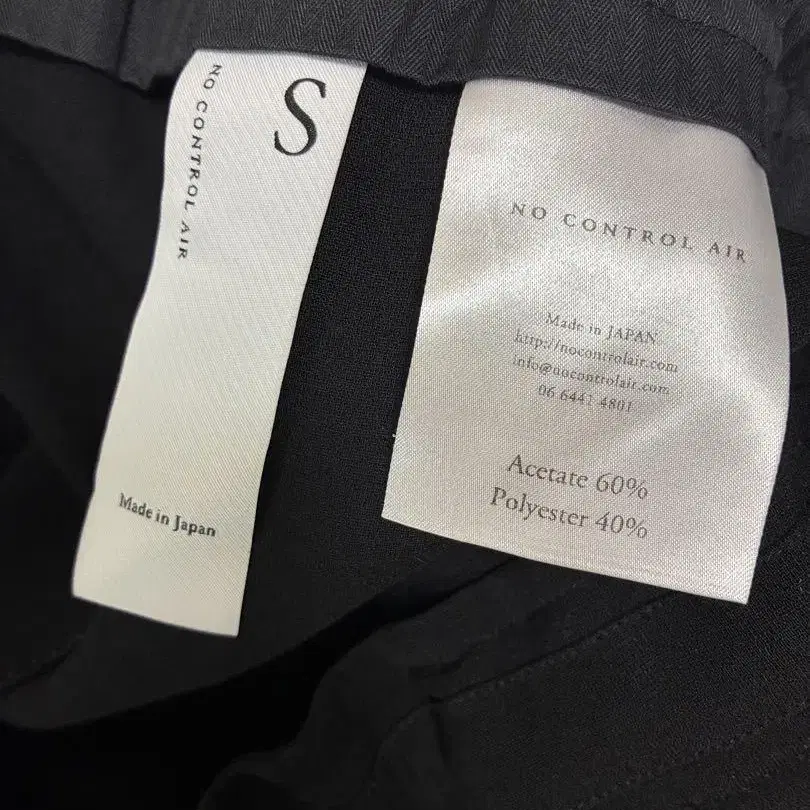 S
NO CONTROL AIR
Made in Japan
NO CONTROL AIR
Made in JAPAN
http://nocontrolair.com
info@nocontrolair.com
06 6441 4801
Acetate 60%
Polyester 40%